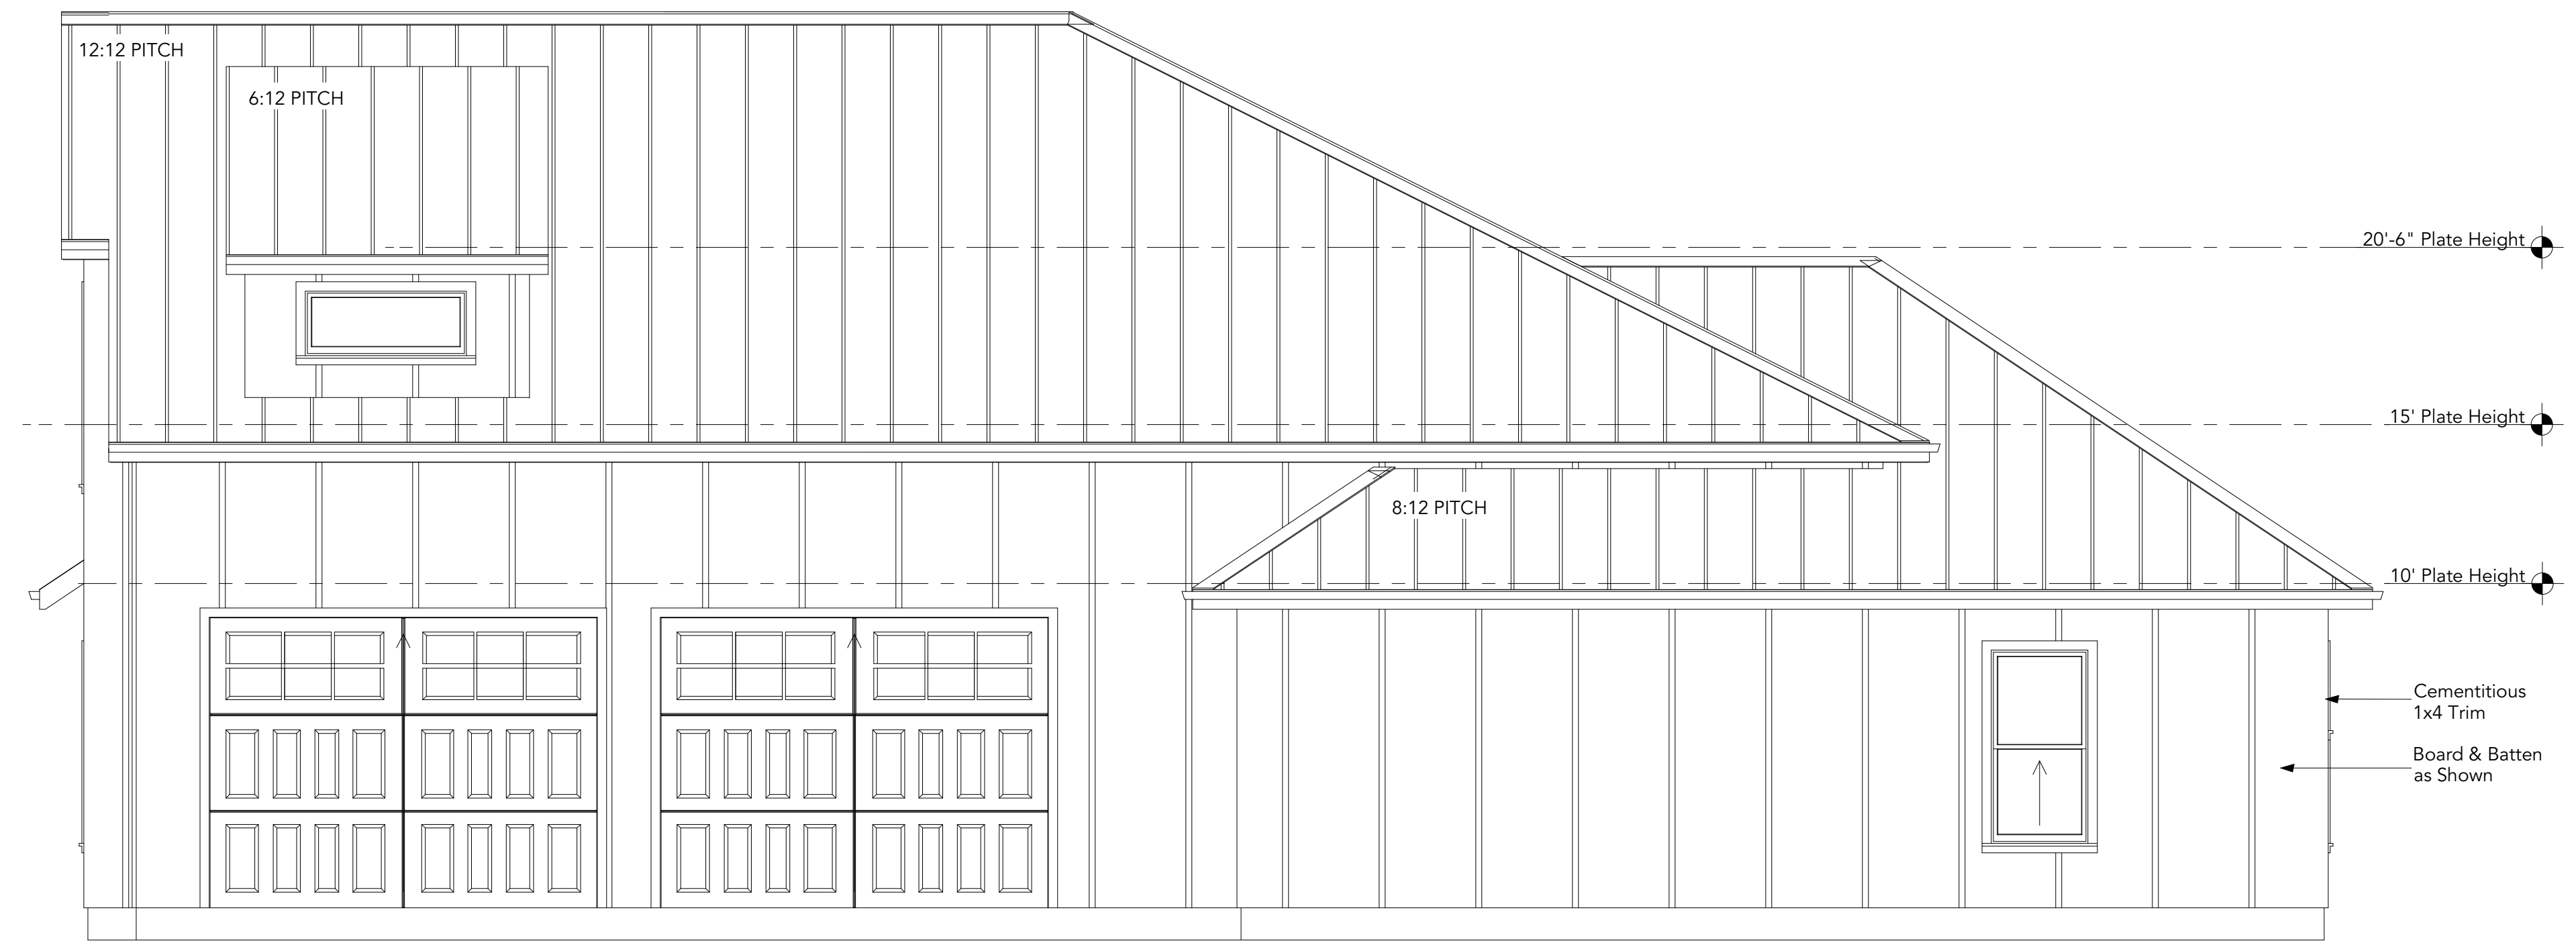 12:12 PITCH
6:12 PITCH
20'-6" Plate Height
15' Plate Height
8:12 PITCH
10' Plate Height
Cementitious
1x4 Trim
Board & Batten
as Shown